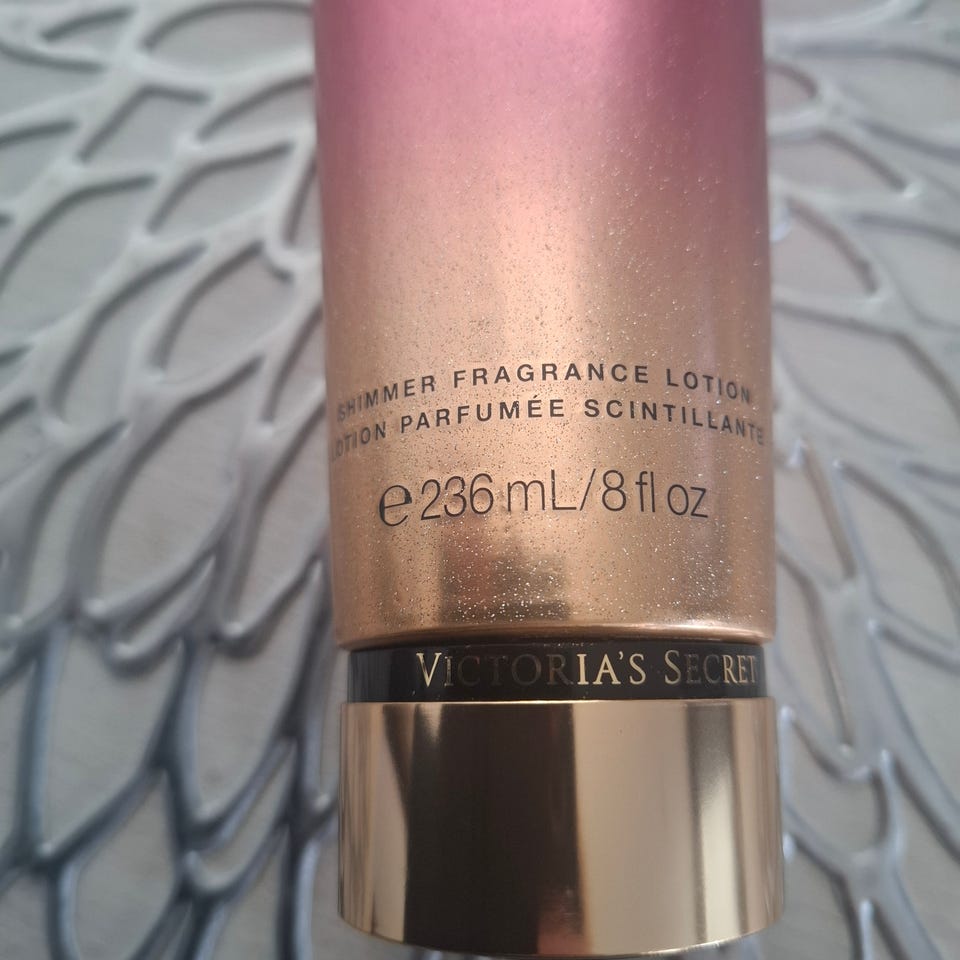 SHIMMER FRAGRANCE LOTION
LOTION PARFUMÉE SCINTILLANTE
℮ 236 mL/8 fl oz
VICTORIA'S SECRET